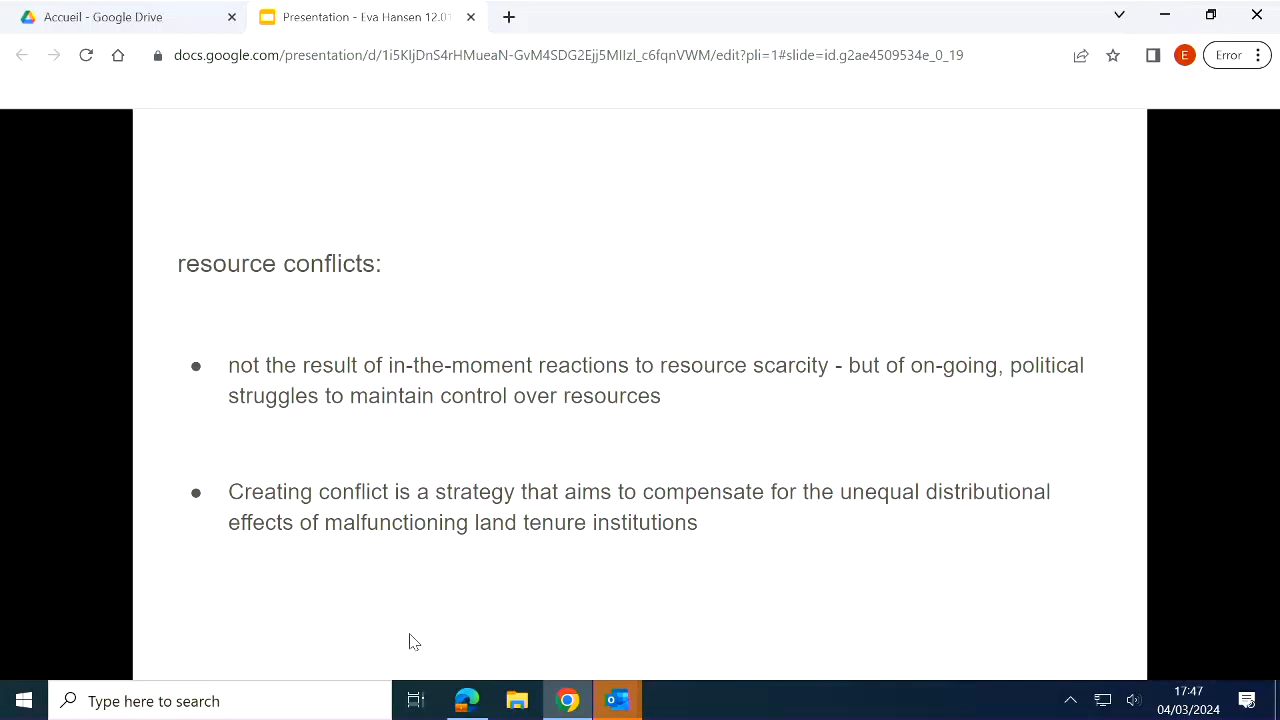 Accueil - Google Drive
Presentation - Eva Hansen 12.01
docs.google.com/presentation/d/1i5KIjDnS4rHMueaN-GvM4SDG2Ejj5MIIzl_c6fqnVWM/edit?pli=1#slide=id.g2ae4509534e_0_19
E
Error
resource conflicts:
● not the result of in-the-moment reactions to resource scarcity - but of on-going, political
struggles to maintain control over resources
● Creating conflict is a strategy that aims to compensate for the unequal distributional
effects of malfunctioning land tenure institutions
Type here to search
17:47
04/03/2024